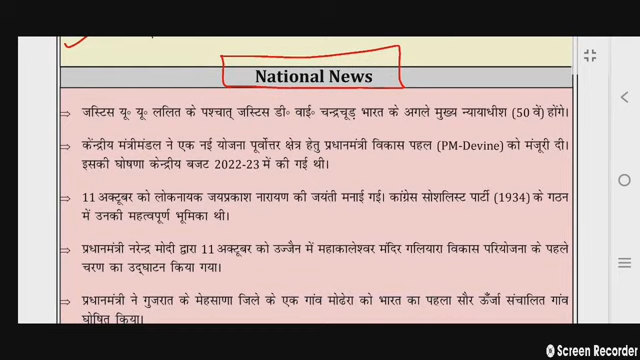 National News
⇒ जस्टिस यू॰ यू॰ ललित के पश्चात् जस्टिस डी॰ वाई॰ चन्द्रचूड़ भारत के अगले मुख्य न्यायाधीश (50 वें) होंगे।
⇒ केंद्रीय मंत्रीमंडल ने एक नई योजना पूर्वोत्तर क्षेत्र हेतु प्रधानमंत्री विकास पहल (PM-Devine) को मंजूरी दी।
इसकी घोषणा केन्द्रीय बजट 2022-23 में की गई थी।
⇒ 11 अक्टूबर को लोकनायक जयप्रकाश नारायण की जयंती मनाई गई। कांग्रेस सोशलिस्ट पार्टी (1934) के गठन
में उनकी महत्वपूर्ण भूमिका थी।
⇒ प्रधानमंत्री नरेन्द्र मोदी द्वारा 11 अक्टूबर को उज्जैन में महाकालेश्वर मंदिर गलियारा विकास परियोजना के पहले
चरण का उद्घाटन किया गया।
⇒ प्रधानमंत्री ने गुजरात के मेहसाणा जिले के एक गांव मोढेरा को भारत का पहला सौर ऊँर्जा संचालित गांव
घोषित किया।
Screen Recorder